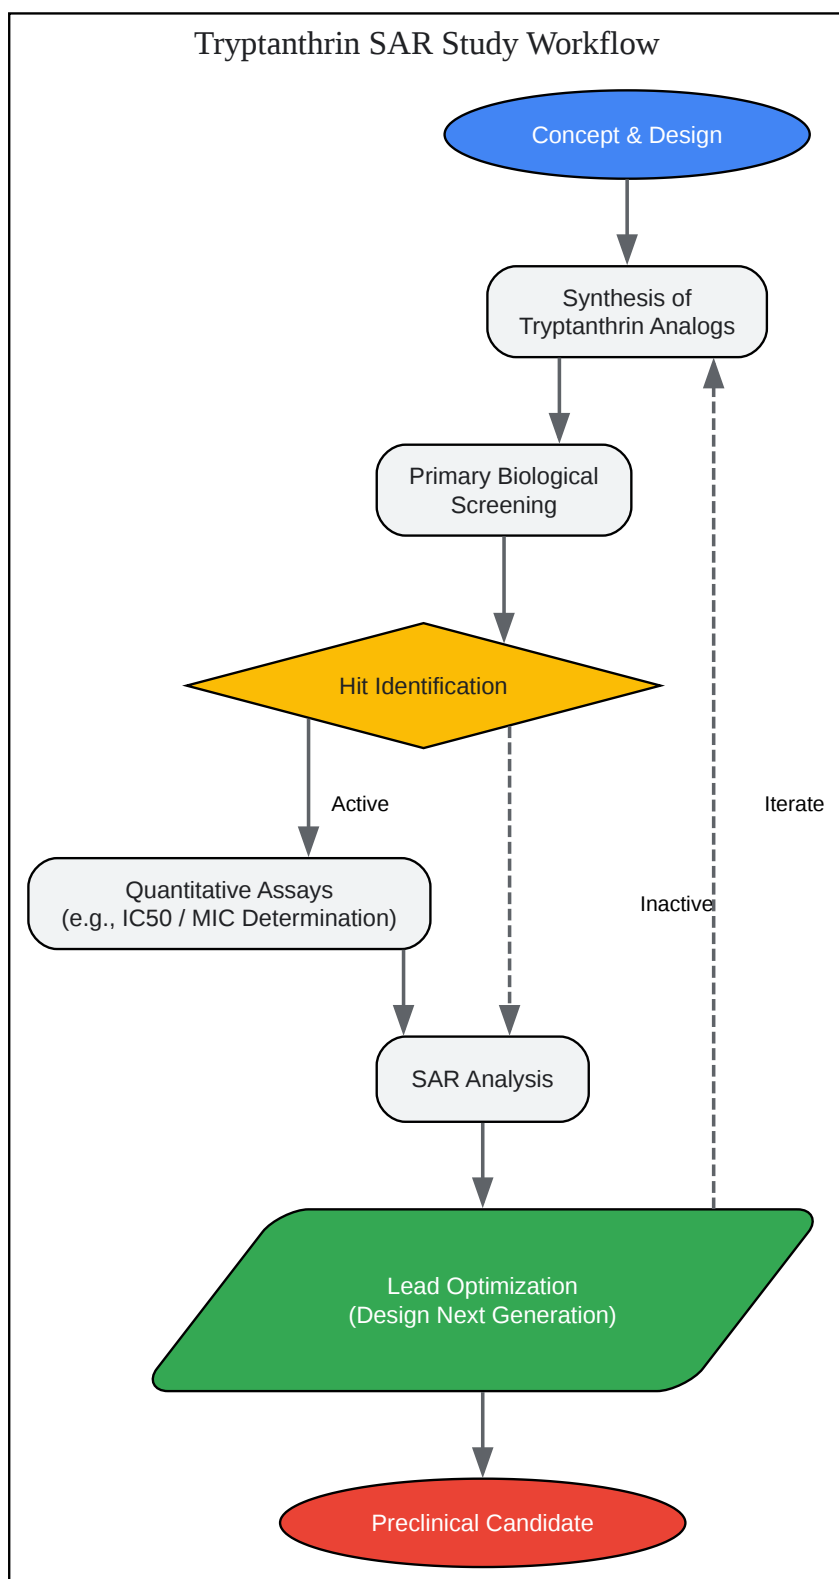 Tryptanthrin SAR Study Workflow
Concept & Design
Synthesis of
Tryptanthrin Analogs
Primary Biological
Screening
Hit Identification
Active
Iterate
Quantitative Assays
(e.g., IC50 / MIC Determination)
Inactive
SAR Analysis
Lead Optimization
(Design Next Generation)
Preclinical Candidate